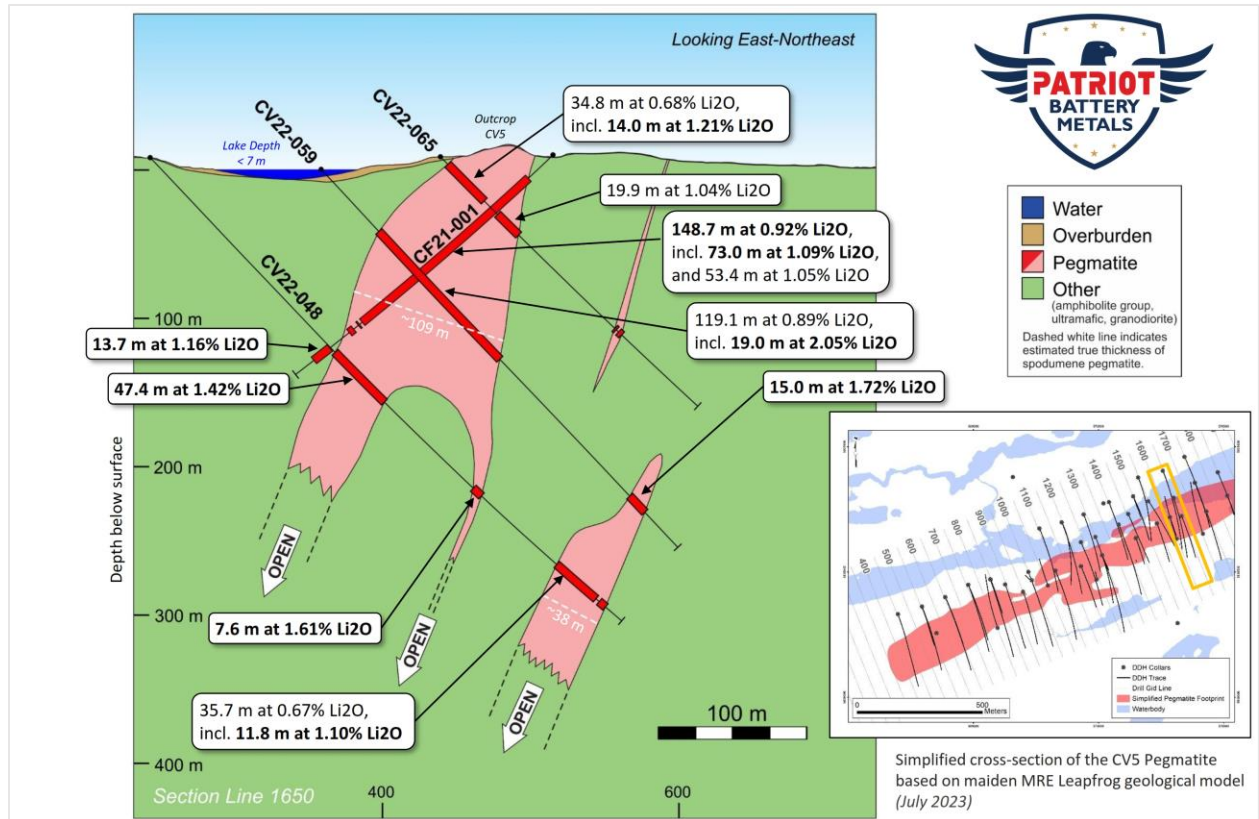 Looking East-Northeast
PATRIOT
BATTERY
METALS
CV22-059
CV22-065
Outcrop
CV5
Lake Depth
< 7 m
34.8 m at 0.68% Li2O,
incl. 14.0 m at 1.21% Li2O
19.9 m at 1.04% Li2O
CF21-001
148.7 m at 0.92% Li2O,
incl. 73.0 m at 1.09% Li2O,
and 53.4 m at 1.05% Li2O
CV22-048
~109 m
119.1 m at 0.89% Li2O,
incl. 19.0 m at 2.05% Li2O
13.7 m at 1.16% Li2O
47.4 m at 1.42% Li2O
15.0 m at 1.72% Li2O
100 m
200 m
300 m
400 m
Depth below surface
OPEN
OPEN
OPEN
7.6 m at 1.61% Li2O
~38 m
35.7 m at 0.67% Li2O,
incl. 11.8 m at 1.10% Li2O
100 m
Section Line 1650
400
600
Water
Overburden
Pegmatite
Other
(amphibolite group,
ultramafic, granodiorite)
Dashed white line indicates
estimated true thickness of
spodumene pegmatite.
400
500
600
700
800
900
1000
1100
1200
1300
1400
1500
1600
1700
DDH Collars
DDH Trace
Drill Gid Line
Simplified Pegmatite Footprint
Waterbody
0
500
Meters
Simplified cross-section of the CV5 Pegmatite
based on maiden MRE Leapfrog geological model
(July 2023)